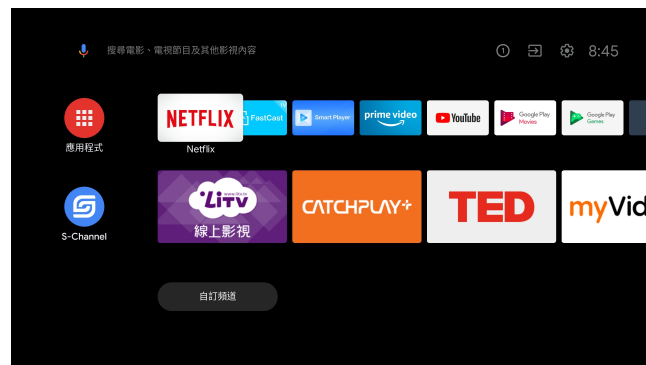 搜尋電影、電視節目及其他影視內容
1
8:45
應用程式
NETFLIX
FastCast
Smart Player
prime video
YouTube
Google Play
Movies
Google Play
Games
Netflix
S-Channel
www.litv.tv
LiTV
線上影視
CATCHPLAY+
TED
myVid
自訂頻道